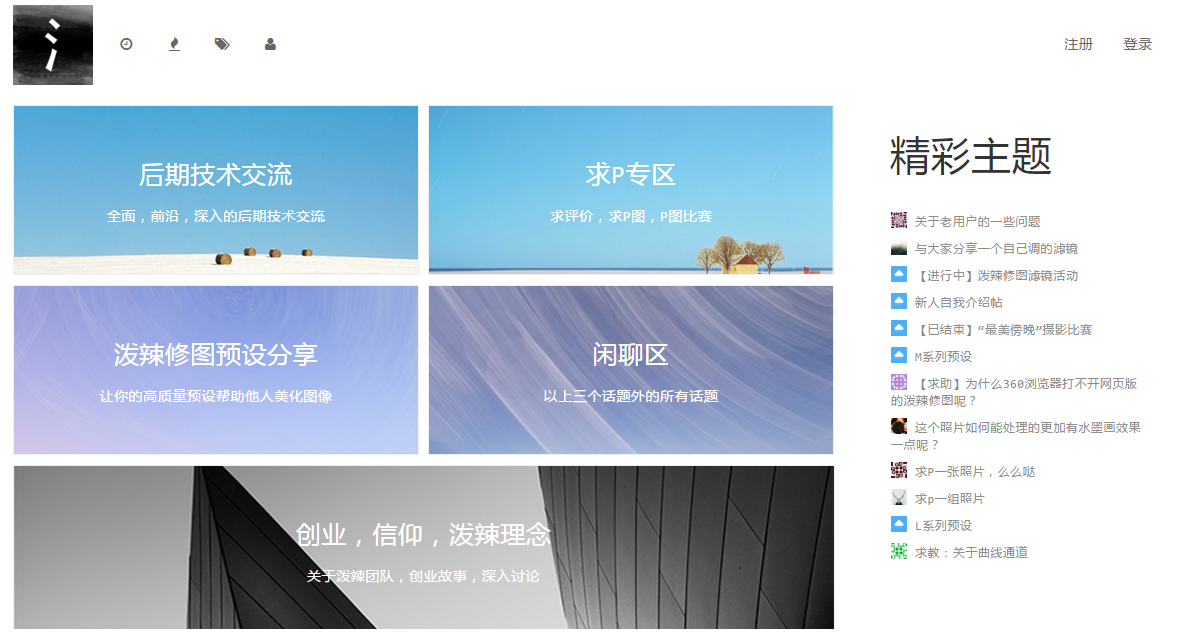 氵
注册 登录
后期技术交流
全面，前沿，深入的后期技术交流
求P专区
求评价，求P图，P图比赛
泼辣修图预设分享
让你的高质量预设帮助他人美化图像
闲聊区
以上三个话题外的所有话题
创业，信仰，泼辣理念
关于泼辣团队，创业故事，深入讨论
精彩主题
关于老用户的一些问题
与大家分享一个自己调的滤镜
【进行中】泼辣修图滤镜活动
新人自我介绍帖
【已结束】“最美傍晚”摄影比赛
M系列预设
【求助】为什么360浏览器打不开网页版
的泼辣修图呢？
这个照片如何能处理的更加有水墨画效果
一点呢？
求P一张照片，么么哒
求p一组照片
L系列预设
求教：关于曲线通道